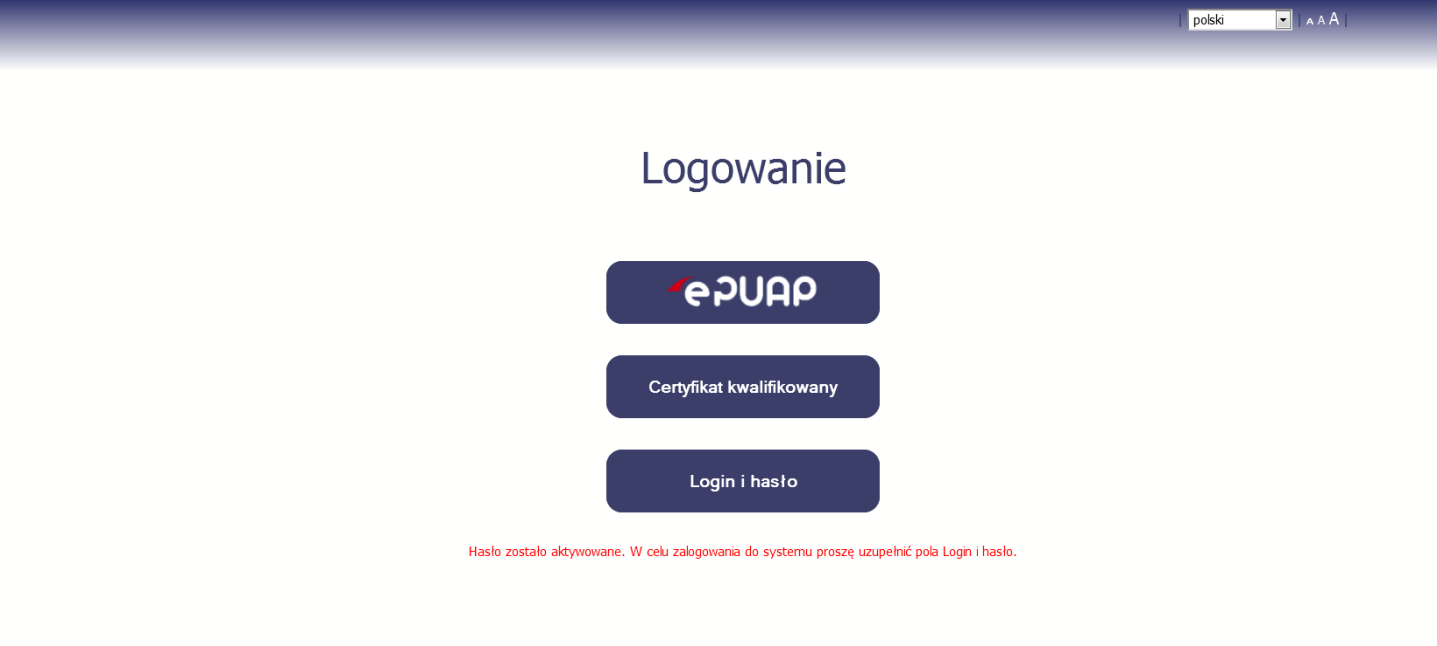 polski
A A A
Logowanie
ePUAP
Certyfikat kwalifikowany
Login i hasło
Hasło zostało aktywowane. W celu zalogowania do systemu proszę uzupełnić pola Login i hasło.